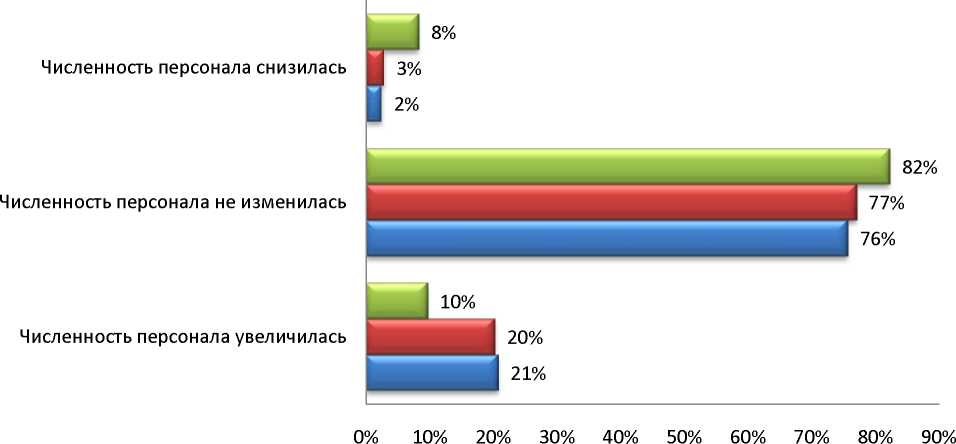 8%
Численность персонала снизилась
3%
2%
82%
Численность персонала не изменилась
77%
76%
10%
Численность персонала увеличилась
20%
21%
0% 10% 20% 30% 40% 50% 60% 70% 80% 90%